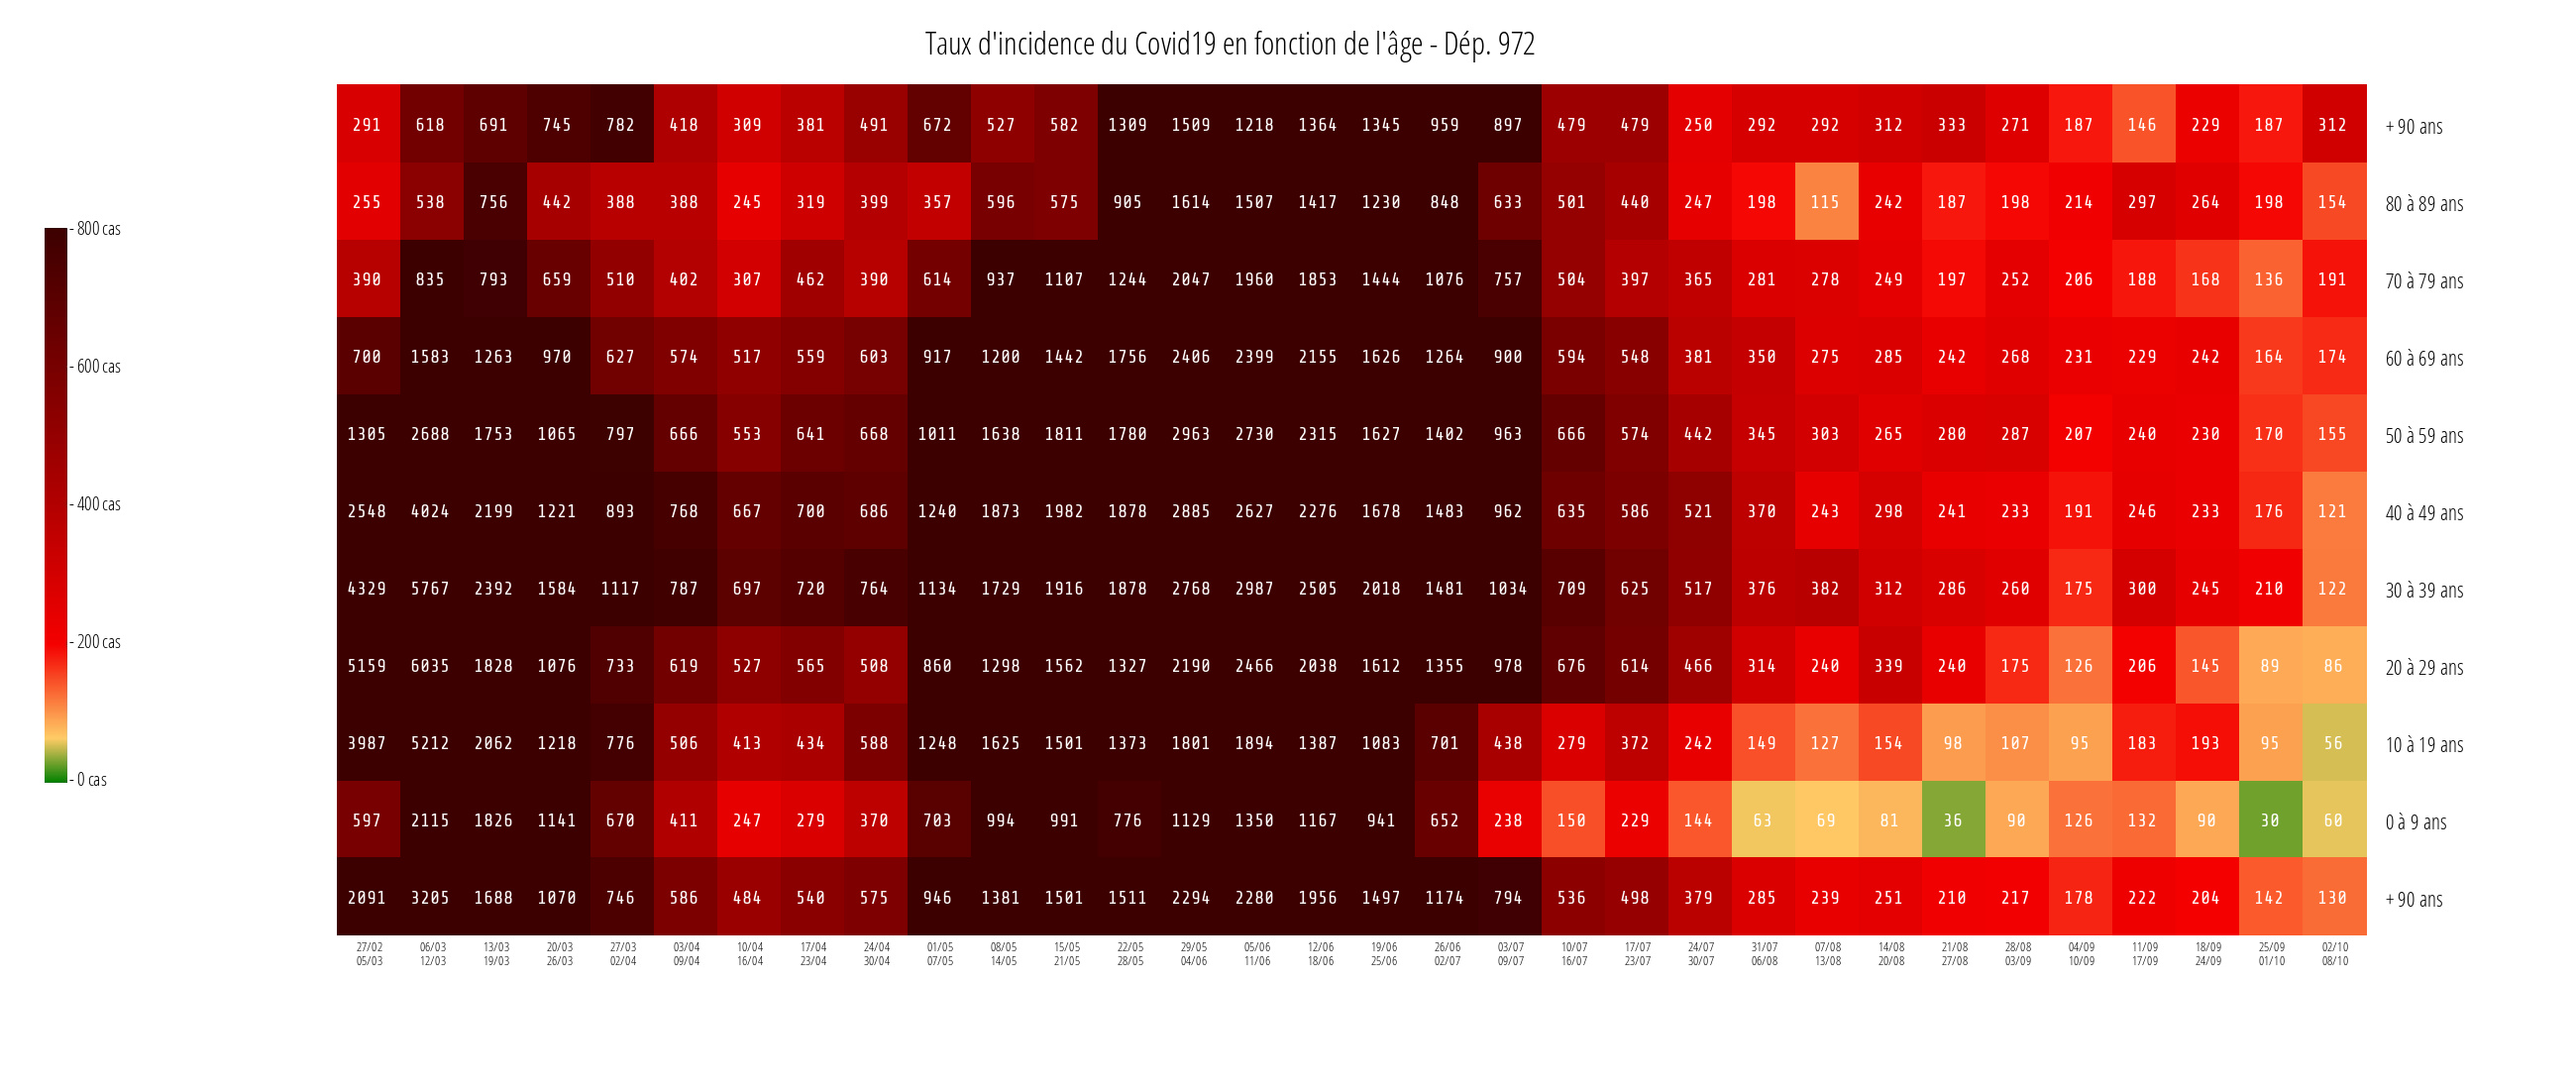 Taux d'incidence du Covid19 en fonction de l'âge - Dép. 972
- 800 cas
- 600 cas
- 400 cas
- 200 cas
- 0 cas
291 618 691 745 782 418 309 381 491 672 527 582 1309 1509 1218 1364 1345 959 897 479 479 250 292 292 312 333 271 187 146 229 187 312 + 90 ans
255 538 756 442 388 388 245 319 399 357 596 575 905 1614 1507 1417 1230 848 633 501 440 247 198 115 242 187 198 214 297 264 198 154 80 à 89 ans
390 835 793 659 510 402 307 462 390 614 937 1107 1244 2047 1960 1853 1444 1076 757 504 397 365 281 278 249 197 252 206 188 168 136 191 70 à 79 ans
700 1583 1263 970 627 574 517 559 603 917 1200 1442 1756 2406 2399 2155 1626 1264 900 594 548 381 350 275 285 242 268 231 229 242 164 174 60 à 69 ans
1305 2688 1753 1065 797 666 553 641 668 1011 1638 1811 1780 2963 2730 2315 1627 1402 963 666 574 442 345 303 265 280 287 207 240 230 170 155 50 à 59 ans
2548 4024 2199 1221 893 768 667 700 686 1240 1873 1982 1878 2885 2627 2276 1678 1483 962 635 586 521 370 243 298 241 233 191 246 233 176 121 40 à 49 ans
4329 5767 2392 1584 1117 787 697 720 764 1134 1729 1916 1878 2768 2987 2505 2018 1481 1034 709 625 517 376 382 312 286 260 175 300 245 210 122 30 à 39 ans
5159 6035 1828 1076 733 619 527 565 508 860 1298 1562 1327 2190 2466 2038 1612 1355 978 676 614 466 314 240 339 240 175 126 206 145 89 86 20 à 29 ans
3987 5212 2062 1218 776 506 413 434 588 1248 1625 1501 1373 1801 1894 1387 1083 701 438 279 372 242 149 127 154 98 107 95 183 193 95 56 10 à 19 ans
597 2115 1826 1141 670 411 247 279 370 703 994 991 776 1129 1350 1167 941 652 238 150 229 144 63 69 81 36 90 126 132 90 30 60 0 à 9 ans
2091 3205 1688 1070 746 586 484 540 575 946 1381 1501 1511 2294 2280 1956 1497 1174 794 536 498 379 285 239 251 210 217 178 222 204 142 130 + 90 ans
27/02 06/03 13/03 20/03 27/03 03/04 10/04 17/04 24/04 01/05 08/05 15/05 22/05 29/05 05/06 12/06 19/06 26/06 03/07 10/07 17/07 24/07 31/07 07/08 14/08 21/08 28/08 04/09 11/09 18/09 25/09 02/10
05/03 12/03 19/03 26/03 02/04 09/04 16/04 23/04 30/04 07/05 14/05 21/05 28/05 04/06 11/06 18/06 25/06 02/07 09/07 16/07 23/07 30/07 06/08 13/08 20/08 27/08 03/09 10/09 17/09 24/09 01/10 08/10